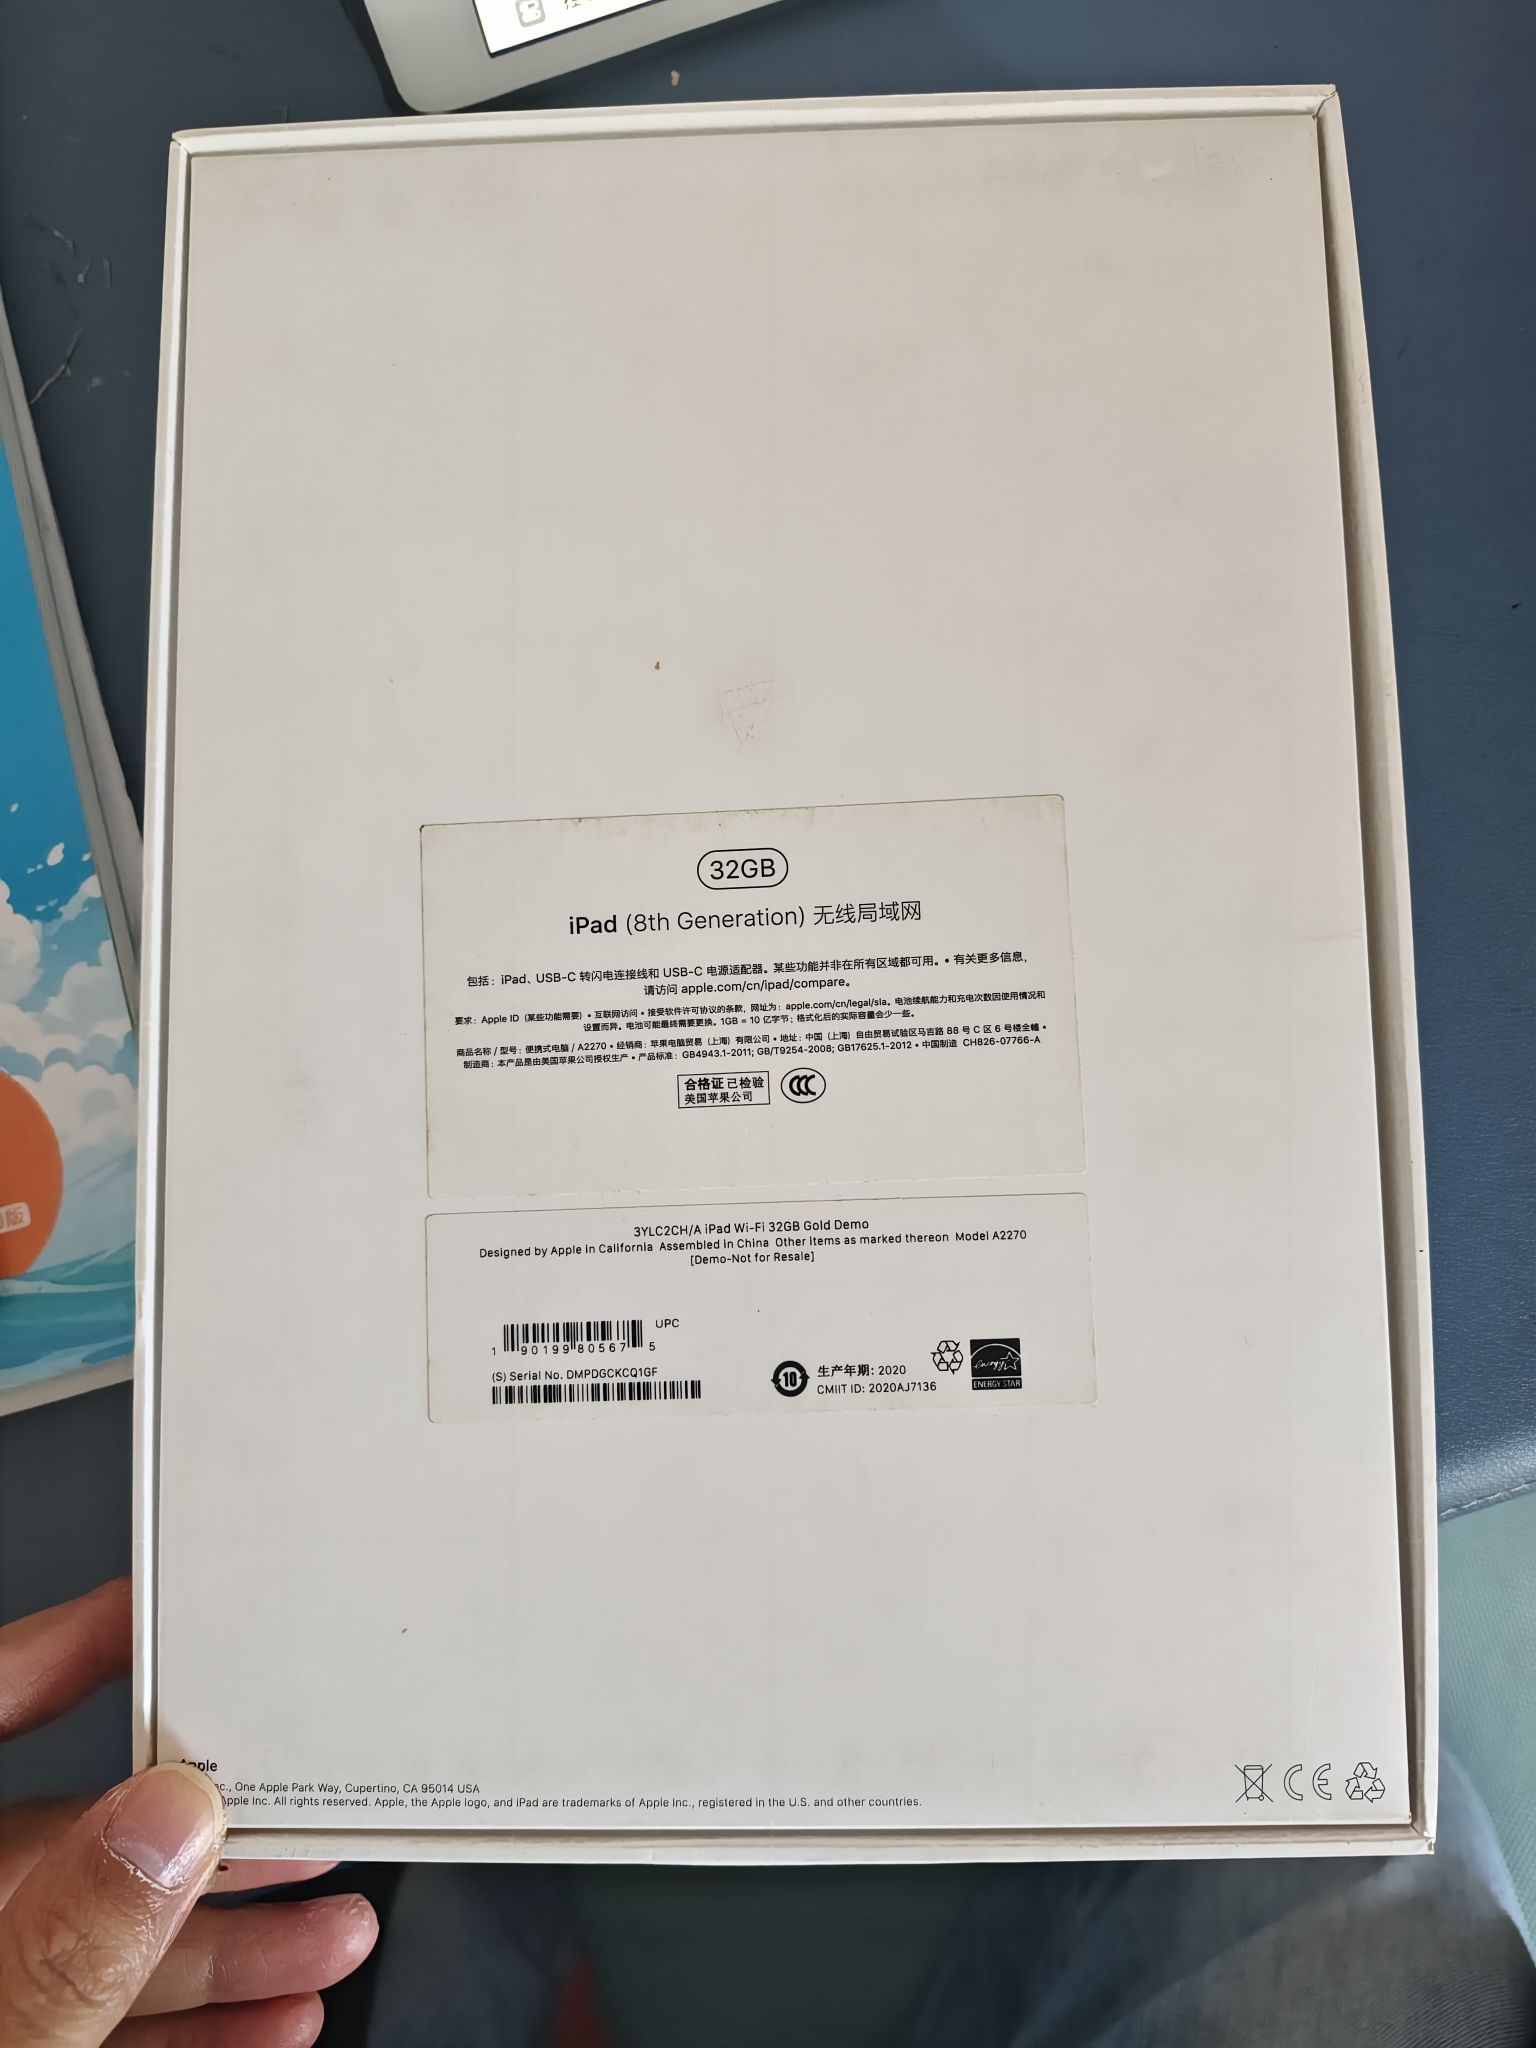 32GB
iPad (8th Generation) 无线局域网
包括：iPad、USB-C 转闪电连接线和 USB-C 电源适配器。某些功能并非在所有区域都可用。• 有关更多信息，
请访问 apple.com/cn/ipad/compare。
要求：Apple ID（某些功能需要）• 互联网访问 • 接受软件许可协议的条款，网址为：apple.com/cn/legal/sla。电池续航能力和充电次数因使用情况和
设置而异。电池可能最终需要更换。1GB = 10 亿字节；格式化后的实际容量会少一些。
商品名称 / 型号：便携式电脑 / A2270 • 经销商：苹果电脑贸易（上海）有限公司 • 地址：中国（上海）自由贸易试验区马吉路 88 号 C 区 6 号楼全幢 •
制造商：本产品是由美国苹果公司授权生产 • 产品标准：GB4943.1-2011; GB/T9254-2008; GB17625.1-2012 • 中国制造 CH826-07766-A
合格证 已检验
美国苹果公司
CCC
3YLC2CH/A iPad Wi-Fi 32GB Gold Demo
Designed by Apple in California Assembled in China Other items as marked thereon Model A2270
[Demo-Not for Resale]
UPC
1 90199 80567 5
(S) Serial No. DMPDGCKCQ1GF
10
生产年期: 2020
CMIIT ID: 2020AJ7136
energy
ENERGY STAR
Apple
One Apple Park Way, Cupertino, CA 95014 USA
Apple Inc. All rights reserved. Apple, the Apple logo, and iPad are trademarks of Apple Inc., registered in the U.S. and other countries.
CE